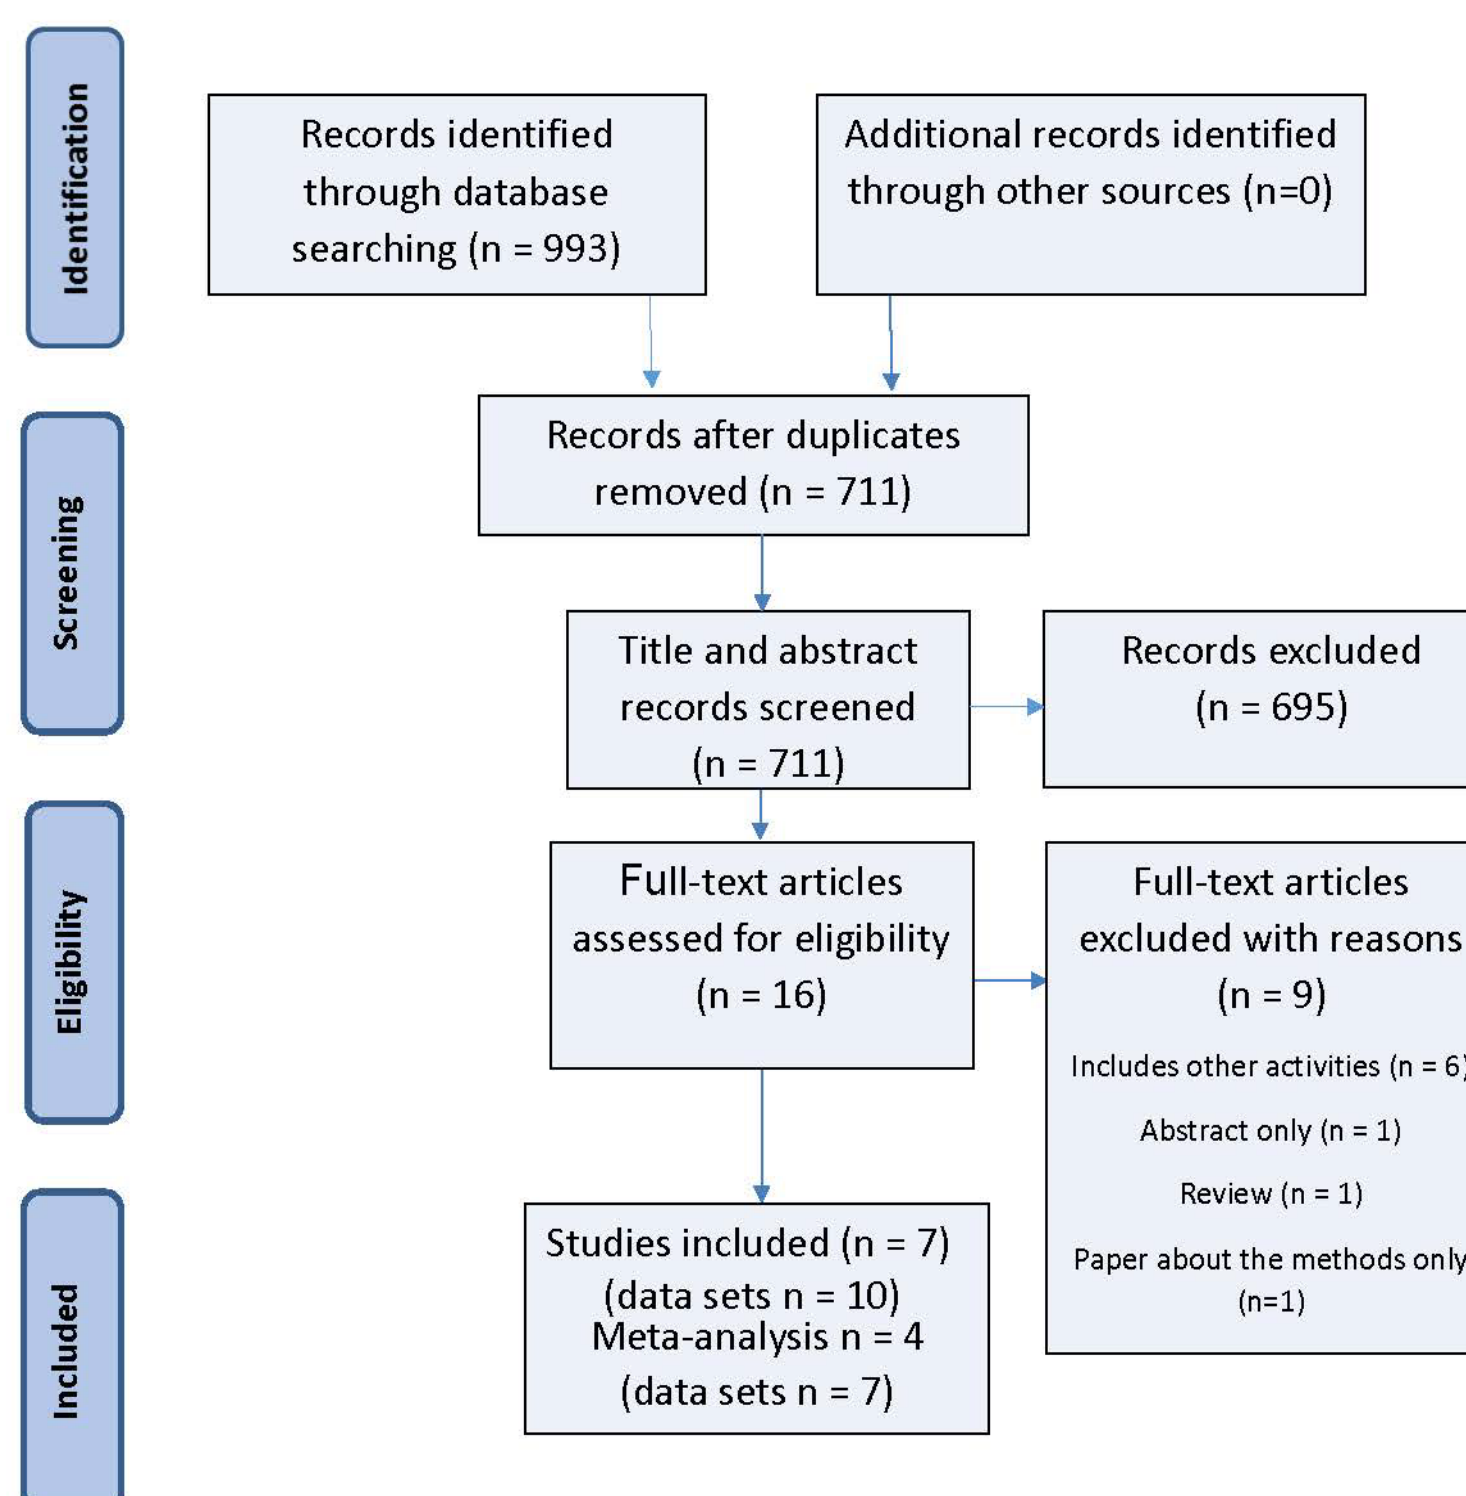 Identification
Records identified
through database
searching (n = 993)
Additional records identified
through other sources (n=0)
Records after duplicates
removed (n = 711)
Screening
Title and abstract
records screened
(n = 711)
Records excluded
(n = 695)
Eligibility
Full-text articles
assessed for eligibility
(n = 16)
Full-text articles
excluded with reasons
(n = 9)
Includes other activities (n = 6)
Abstract only (n = 1)
Review (n = 1)
Paper about the methods only
(n=1)
Included
Studies included (n = 7)
(data sets n = 10)
Meta-analysis n = 4
(data sets n = 7)